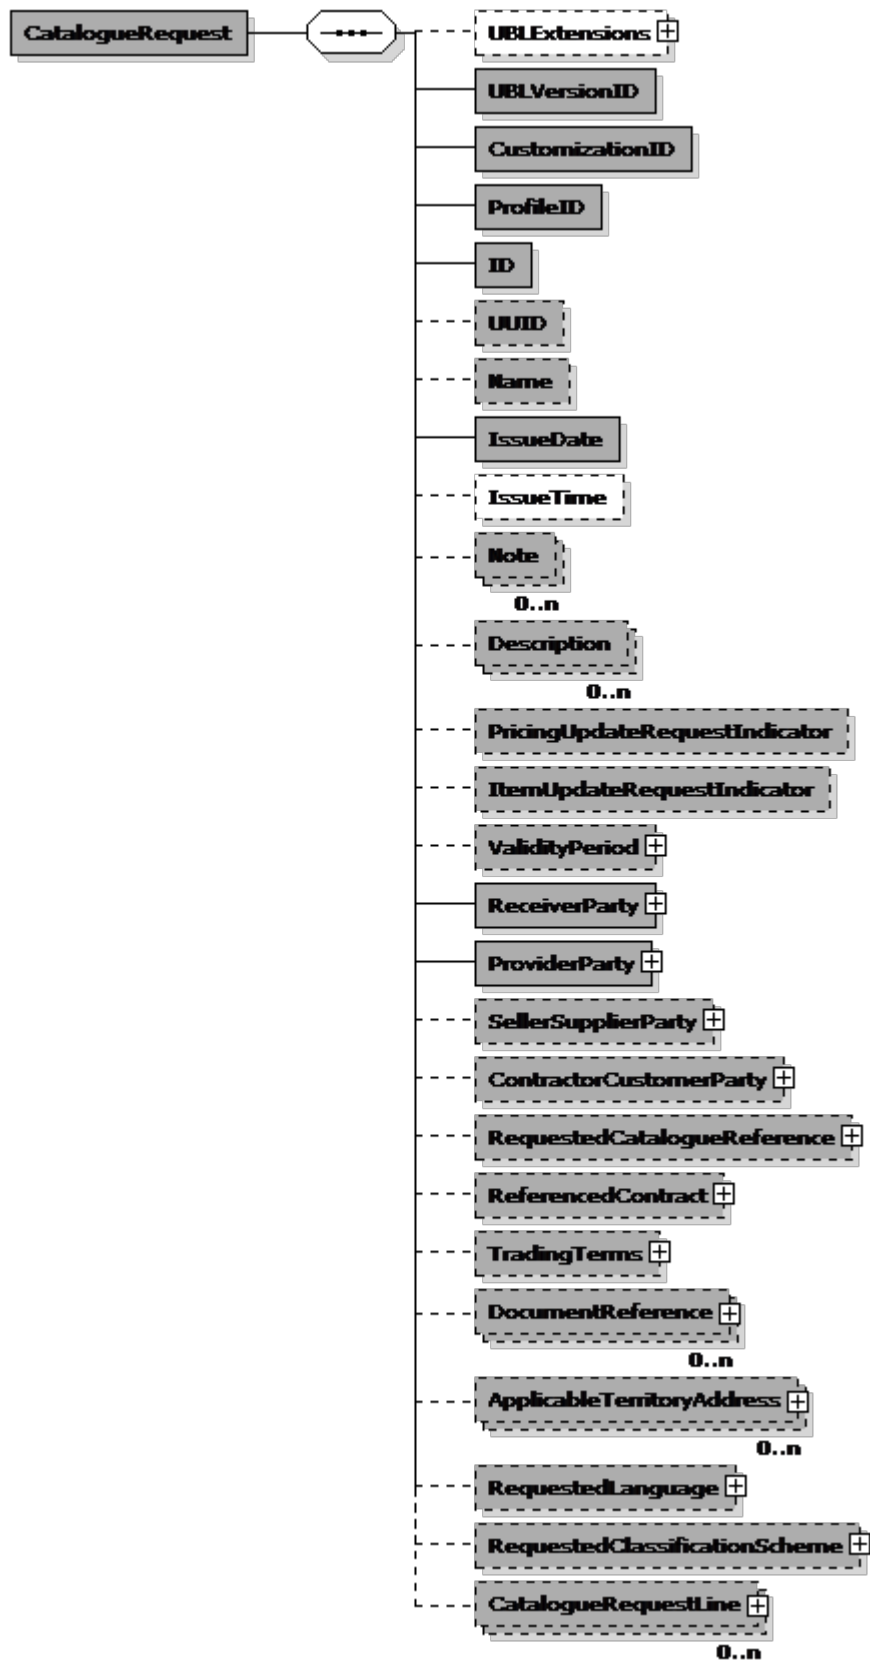 CatalogueRequest
UBLExtensions
UBLVersionID
CustomizationID
ProfileID
ID
UUID
Name
IssueDate
IssueTime
Note
0..n
Description
0..n
PricingUpdateRequestIndicator
ItemUpdateRequestIndicator
ValidityPeriod
ReceiverParty
ProviderParty
SellerSupplierParty
ContractorCustomerParty
RequestedCatalogueReference
ReferencedContract
TradingTerms
DocumentReference
0..n
ApplicableTerritoryAddress
0..n
RequestedLanguage
RequestedClassificationScheme
CatalogueRequestLine
0..n